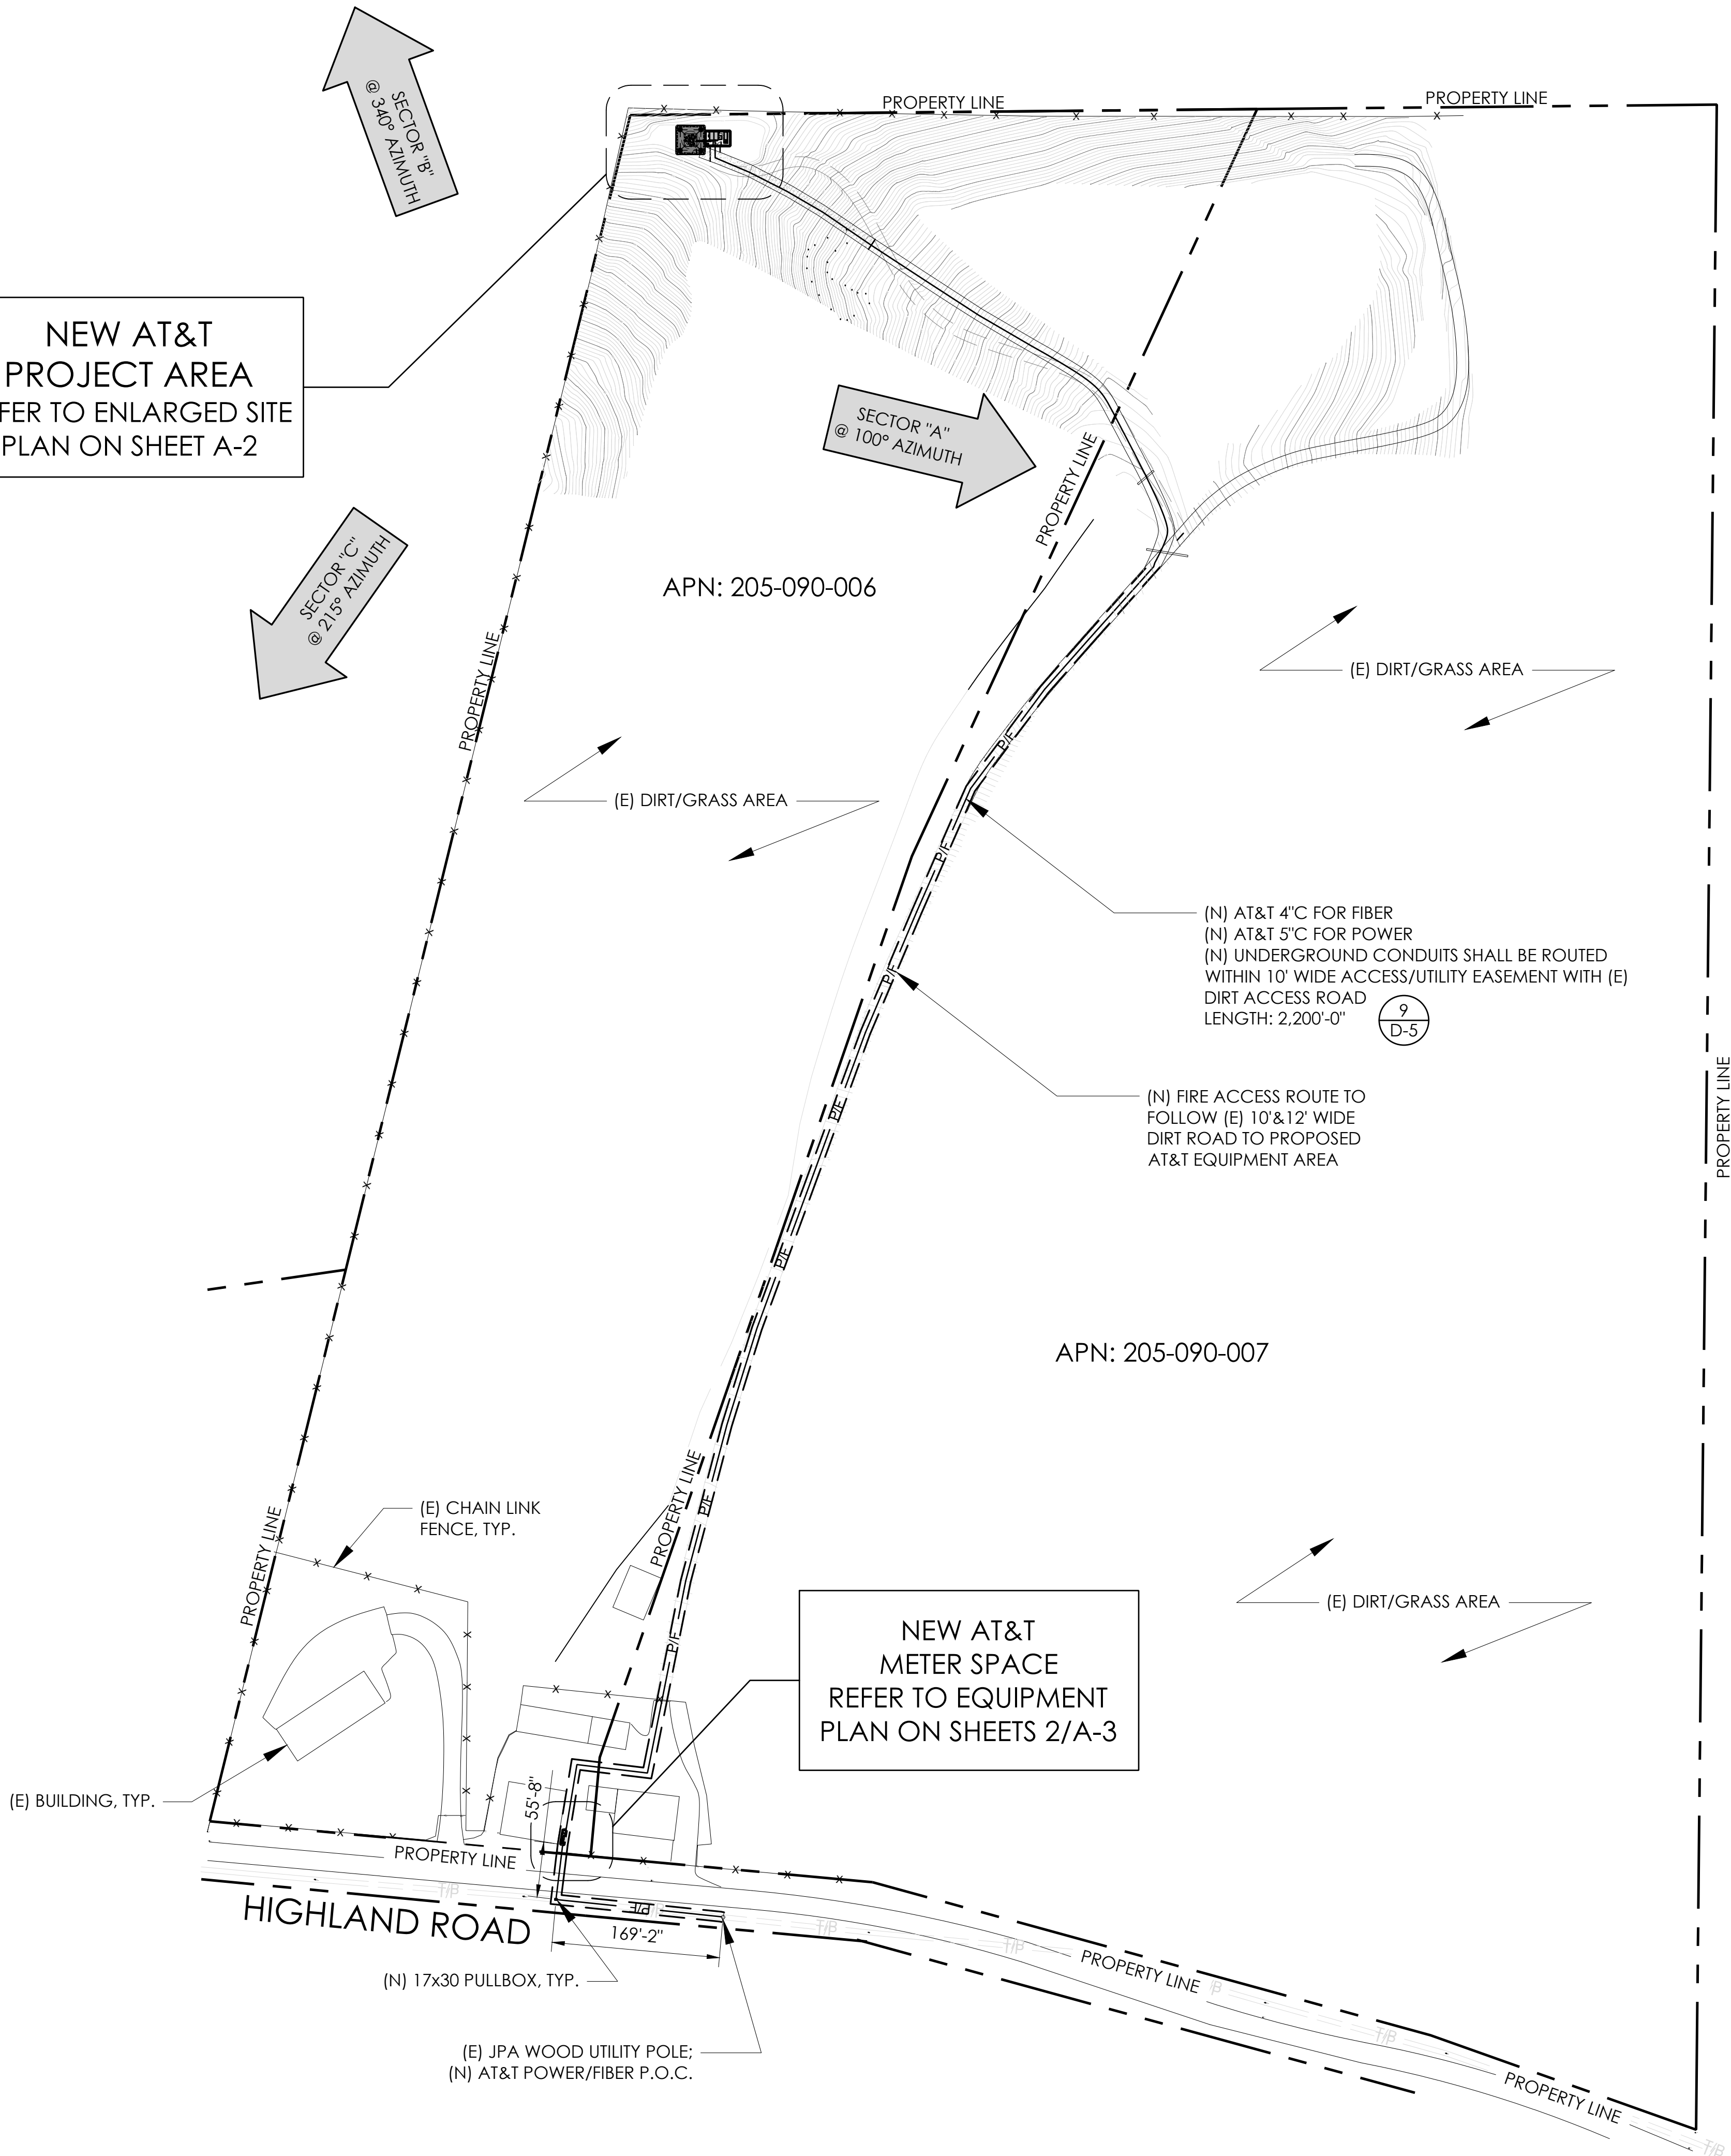 SECTOR "B"
@ 340° AZIMUTH
PROPERTY LINE
PROPERTY LINE
NEW AT&T
PROJECT AREA
FER TO ENLARGED SITE
PLAN ON SHEET A-2
SECTOR "A"
@ 100° AZIMUTH
PROPERTY LINE
SECTOR "C"
@ 215° AZIMUTH
APN: 205-090-006
PROPERTY LINE
(E) DIRT/GRASS AREA
P/F
(E) DIRT/GRASS AREA
P/F
(N) AT&T 4"C FOR FIBER
(N) AT&T 5"C FOR POWER
(N) UNDERGROUND CONDUITS SHALL BE ROUTED
WITHIN 10' WIDE ACCESS/UTILITY EASEMENT WITH (E)
DIRT ACCESS ROAD
LENGTH: 2,200'-0"
9
D-5
P/F
PROPERTY LINE
(N) FIRE ACCESS ROUTE TO
FOLLOW (E) 10'&12' WIDE
DIRT ROAD TO PROPOSED
AT&T EQUIPMENT AREA
P/F
P/F
APN: 205-090-007
(E) CHAIN LINK
FENCE, TYP.
PROPERTY LINE
PROPERTY LINE
P/F
P/F
(E) DIRT/GRASS AREA
NEW AT&T
METER SPACE
REFER TO EQUIPMENT
PLAN ON SHEETS 2/A-3
(E) BUILDING, TYP.
55'-8"
PROPERTY LINE
T/B
HIGHLAND ROAD
P/F
169'-2"
T/B
T/B
PROPERTY LINE
(N) 17x30 PULLBOX, TYP.
(E) JPA WOOD UTILITY POLE;
(N) AT&T POWER/FIBER P.O.C.
T/B
PROPERTY LINE
T/B